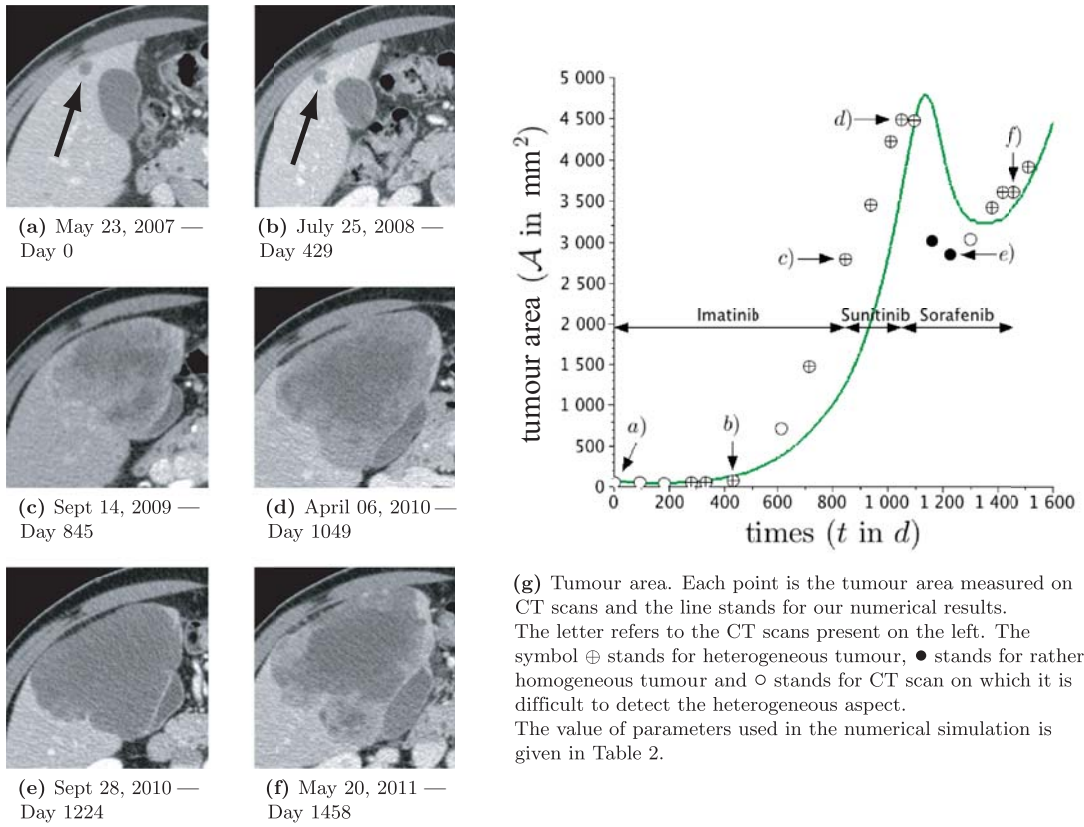 (a) May 23, 2007 —
Day 0
(b) July 25, 2008 —
Day 429
(c) Sept 14, 2009 —
Day 845
(d) April 06, 2010 —
Day 1049
(e) Sept 28, 2010 —
Day 1224
(f) May 20, 2011 —
Day 1458
tumour area (𝒜 in mm²)
5 000
4 500
4 000
3 500
3 000
2 500
2 000
1 500
1 000
500
0
d)
f)
c)
e)
Imatinib
Sunitinib
Sorafenib
a)
b)
0 200 400 600 800 1 000 1 200 1 400 1 600
times (t in d)
(g) Tumour area. Each point is the tumour area measured on
CT scans and the line stands for our numerical results.
The letter refers to the CT scans present on the left. The
symbol ⊕ stands for heterogeneous tumour, ● stands for rather
homogeneous tumour and ○ stands for CT scan on which it is
difficult to detect the heterogeneous aspect.
The value of parameters used in the numerical simulation is
given in Table 2.